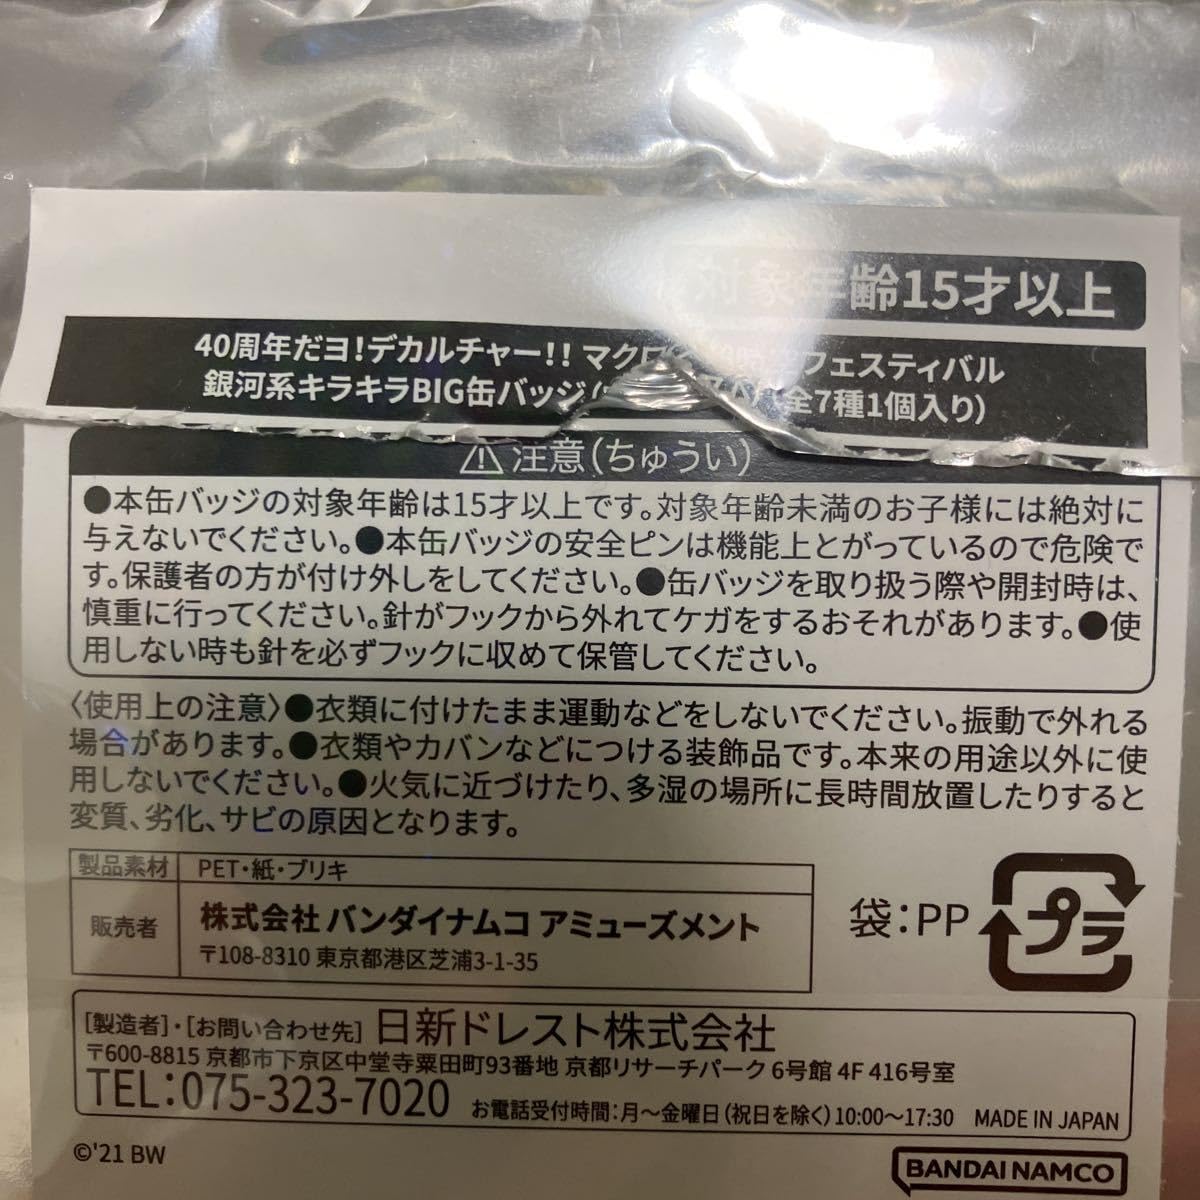 対象年齢15才以上
40周年だヨ!デカルチャー!! マクロス フェスティバル
銀河系キラキラBIG缶バッジ (全7種1個入り)
注意(ちゅうい)
●本缶バッジの対象年齢は15才以上です。対象年齢未満のお子様には絶対に
与えないでください。●本缶バッジの安全ピンは機能上とがっているので危険で
す。保護者の方が付け外しをしてください。●缶バッジを取り扱う際や開封時は、
慎重に行ってください。針がフックから外れてケガをするおそれがあります。●使
用しない時も針を必ずフックに収めて保管してください。
〈使用上の注意〉●衣類に付けたまま運動などをしないでください。振動で外れる
場合があります。●衣類やカバンなどにつける装飾品です。本来の用途以外に使
用しないでください。●火気に近づけたり、多湿の場所に長時間放置したりすると
変質、劣化、サビの原因となります。
製品素材 PET・紙・ブリキ
販売者 株式会社 バンダイナムコ アミューズメント
〒108-8310 東京都港区芝浦3-1-35
袋:PP プラ
[製造者]・[お問い合わせ先] 日新ドレスト株式会社
〒600-8815 京都市下京区中堂寺粟田町93番地 京都リサーチパーク 6号館 4F 416号室
TEL:075-323-7020 お電話受付時間:月〜金曜日(祝日を除く)10:00〜17:30 MADE IN JAPAN
©'21 BW
BANDAI NAMCO